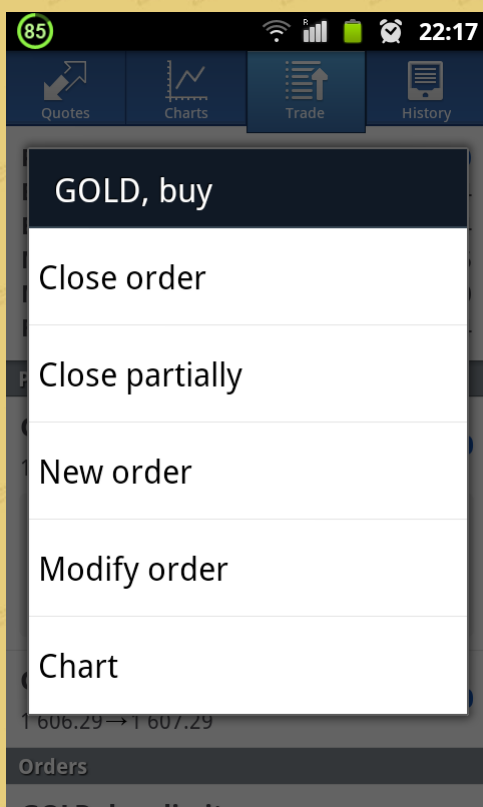 85
22:17
Quotes Charts Trade History
GOLD, buy
Close order
Close partially
New order
Modify order
Chart
1 606.29→1 607.29
Orders